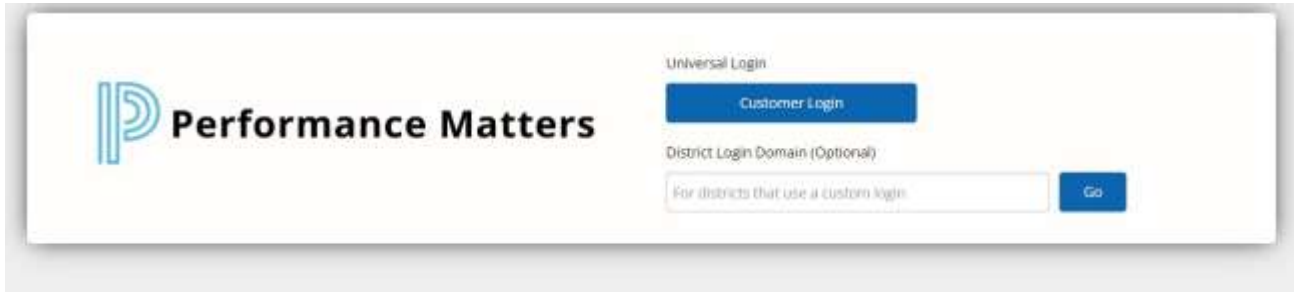 Performance Matters
Universal Login
Customer Login
District Login Domain (Optional)
For districts that use a custom login
Go